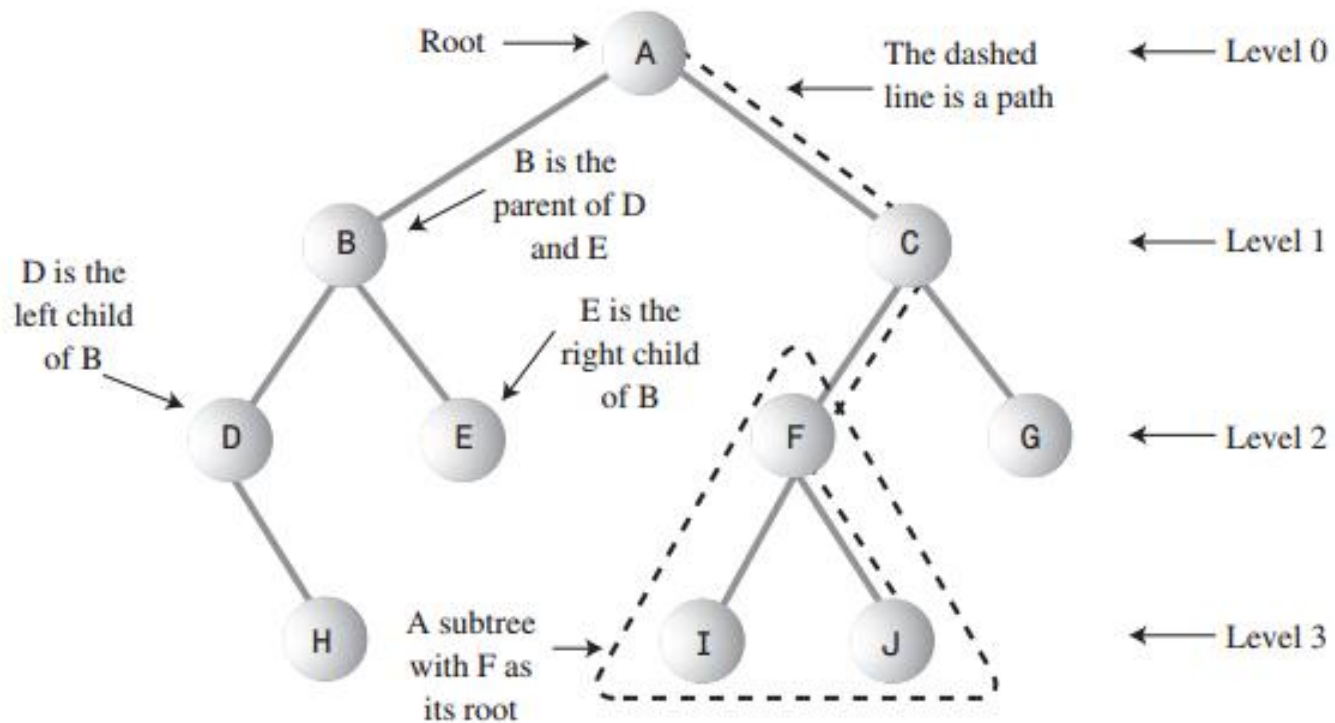 Root
A
The dashed
line is a path
Level 0
B is the
parent of D
and E
B
C
Level 1
D is the
left child
of B
E is the
right child
of B
D
E
F
G
Level 2
H
A subtree
with F as
its root
I
J
Level 3